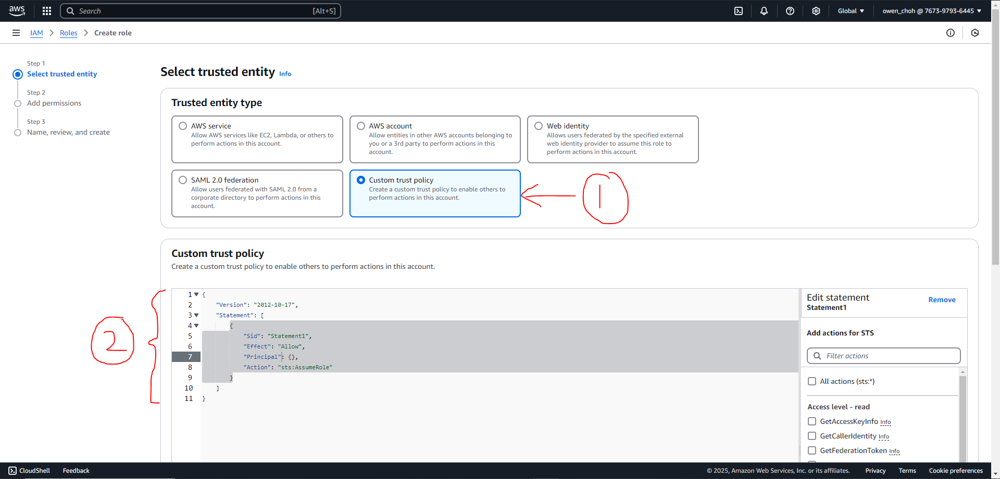 aws
Search
[Alt+S]
Global
owen_choh @ 7673-9793-6445
IAM
Roles
Create role
Step 1
Select trusted entity
Step 2
Add permissions
Step 3
Name, review, and create
Select trusted entity Info
Trusted entity type
AWS service
Allow AWS services like EC2, Lambda, or others to
perform actions in this account.
AWS account
Allow entities in other AWS accounts belonging to
you or a 3rd party to perform actions in this
account.
Web identity
Allows users federated by the specified external
web identity provider to assume this role to
perform actions in this account.
SAML 2.0 federation
Allow users federated with SAML 2.0 from a
corporate directory to perform actions in this
account.
Custom trust policy
Create a custom trust policy to enable others to
perform actions in this account.
1
Custom trust policy
Create a custom trust policy to enable others to perform actions in this account.
2
1 {
2 "Version": "2012-10-17",
3 "Statement": [
4 {
5 "Sid": "Statement1",
6 "Effect": "Allow",
7 "Principal": {},
8 "Action": "sts:AssumeRole"
9 }
10 ]
11 }
Edit statement
Remove
Statement1
Add actions for STS
Filter actions
All actions (sts:*)
Access level - read
GetAccessKeyInfo Info
GetCallerIdentity Info
GetFederationToken Info
CloudShell
Feedback
© 2025, Amazon Web Services, Inc. or its affiliates.
Privacy
Terms
Cookie preferences